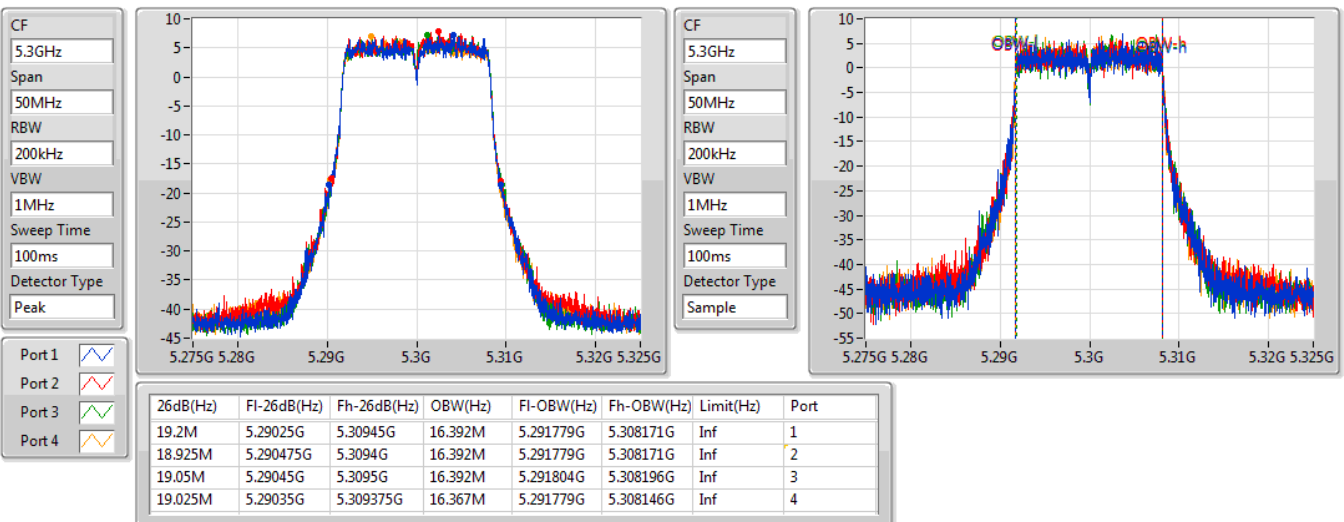 CF
5.3GHz
Span
50MHz
RBW
200kHz
VBW
1MHz
Sweep Time
100ms
Detector Type
Peak
10
5
0
-5
-10
-15
-20
-25
-30
-35
-40
-45
5.275G 5.28G 5.29G 5.3G 5.31G 5.32G 5.325G
CF
5.3GHz
Span
50MHz
RBW
200kHz
VBW
1MHz
Sweep Time
100ms
Detector Type
Sample
10
5
0
-5
-10
-15
-20
-25
-30
-35
-40
-45
-50
-55
OBW-l OBW-h
5.275G 5.28G 5.29G 5.3G 5.31G 5.32G 5.325G
Port 1
Port 2
Port 3
Port 4
26dB(Hz) Fl-26dB(Hz) Fh-26dB(Hz) OBW(Hz) Fl-OBW(Hz) Fh-OBW(Hz) Limit(Hz) Port
19.2M 5.29025G 5.30945G 16.392M 5.291779G 5.308171G Inf 1
18.925M 5.290475G 5.3094G 16.392M 5.291779G 5.308171G Inf 2
19.05M 5.29045G 5.3095G 16.392M 5.291804G 5.308196G Inf 3
19.025M 5.29035G 5.309375G 16.367M 5.291779G 5.308146G Inf 4